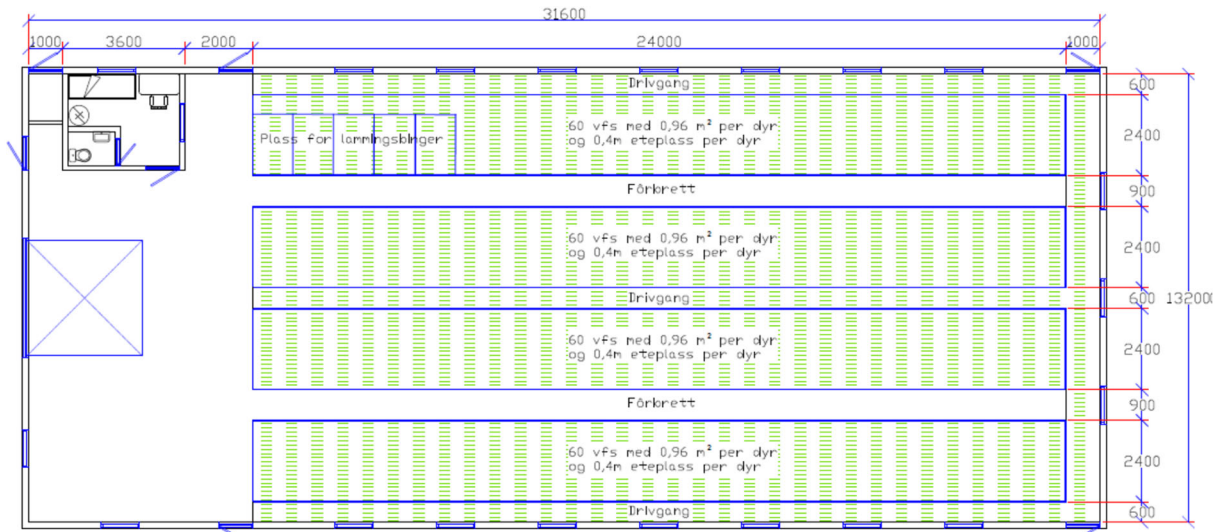 31600
1000 3600 2000 24000 1000
Drivgang
600
60 vfs med 0,96 m² per dyr
og 0,4m eteplass per dyr
2400
Plass for lammingsbinger
Fôrbrett
900
60 vfs med 0,96 m² per dyr
og 0,4m eteplass per dyr
2400
Drivgang
600
132000
60 vfs med 0,96 m² per dyr
og 0,4m eteplass per dyr
2400
Fôrbrett
900
60 vfs med 0,96 m² per dyr
og 0,4m eteplass per dyr
2400
Drivgang
600